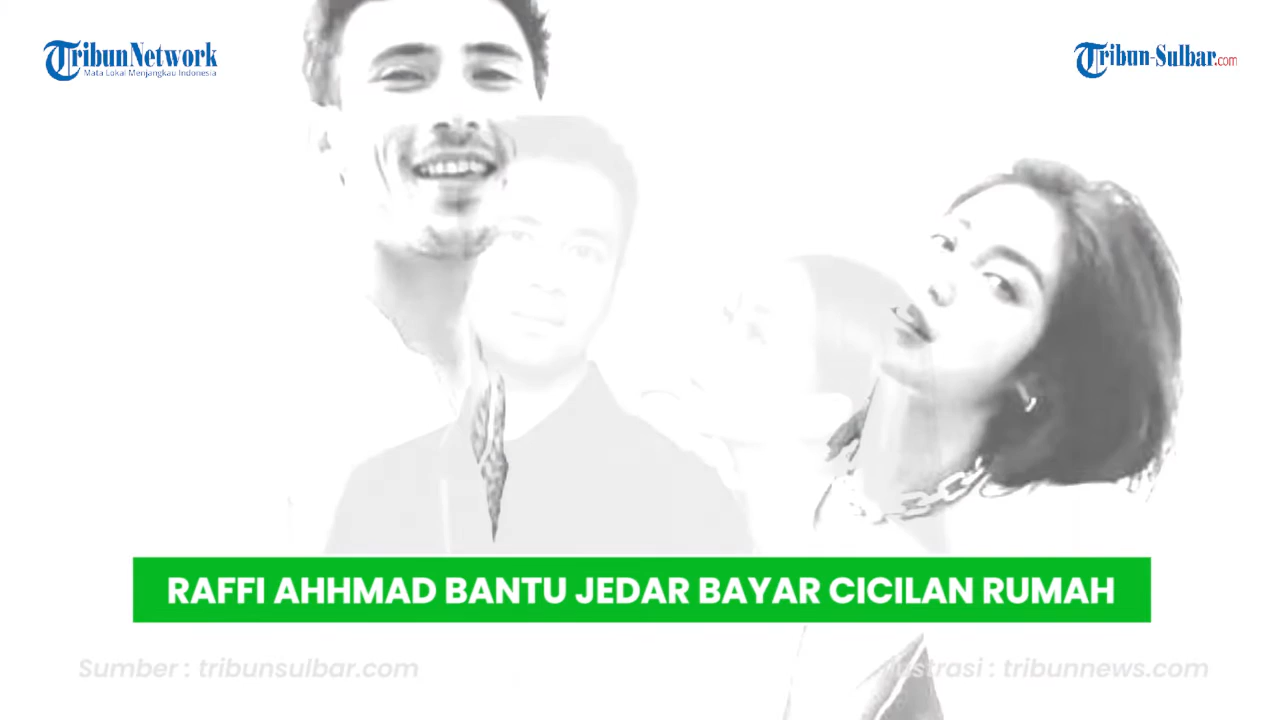 TribunNetwork
Mata Lokal Menjangkau Indonesia
Tribun-Sulbar.com
RAFFI AHHMAD BANTU JEDAR BAYAR CICILAN RUMAH
Sumber : tribunsulbar.com
ustrasi : tribunnews.com